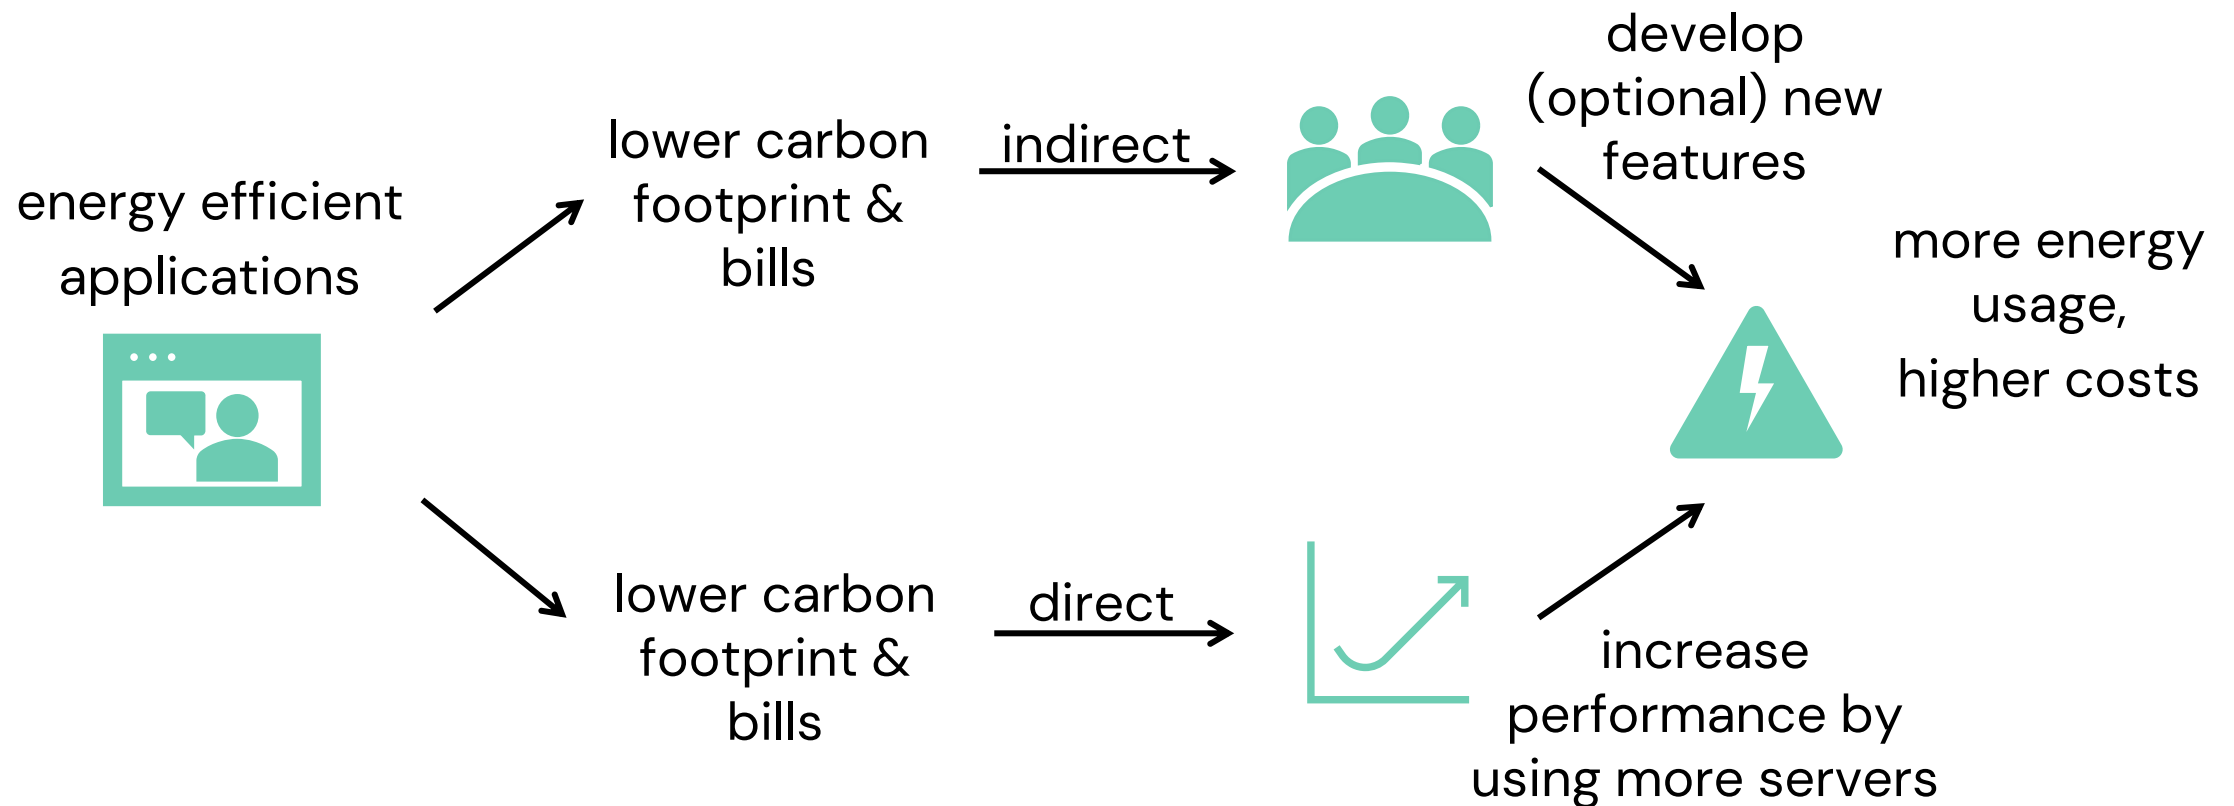 energy efficient
applications
lower carbon
footprint &
bills
indirect
develop
(optional) new
features
more energy
usage,
higher costs
lower carbon
footprint &
bills
direct
increase
performance by
using more servers